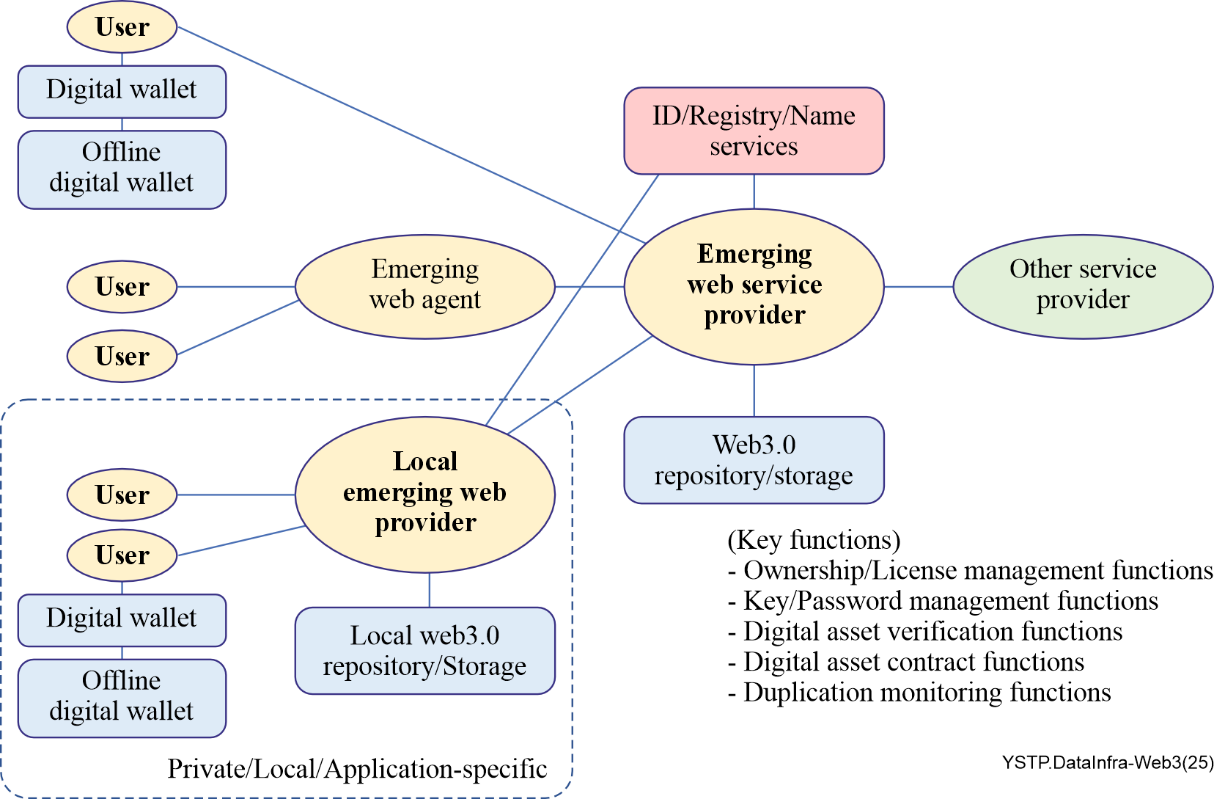 User
Digital wallet
Offline
digital wallet
ID/Registry/Name
services
User
User
Emerging
web agent
Emerging
web service
provider
Other service
provider
Web3.0
repository/storage
User
User
Digital wallet
Offline
digital wallet
Local
emerging web
provider
Local web3.0
repository/Storage
Private/Local/Application-specific
(Key functions)
- Ownership/License management functions
- Key/Password management functions
- Digital asset verification functions
- Digital asset contract functions
- Duplication monitoring functions
YSTP.DataInfra-Web3(25)